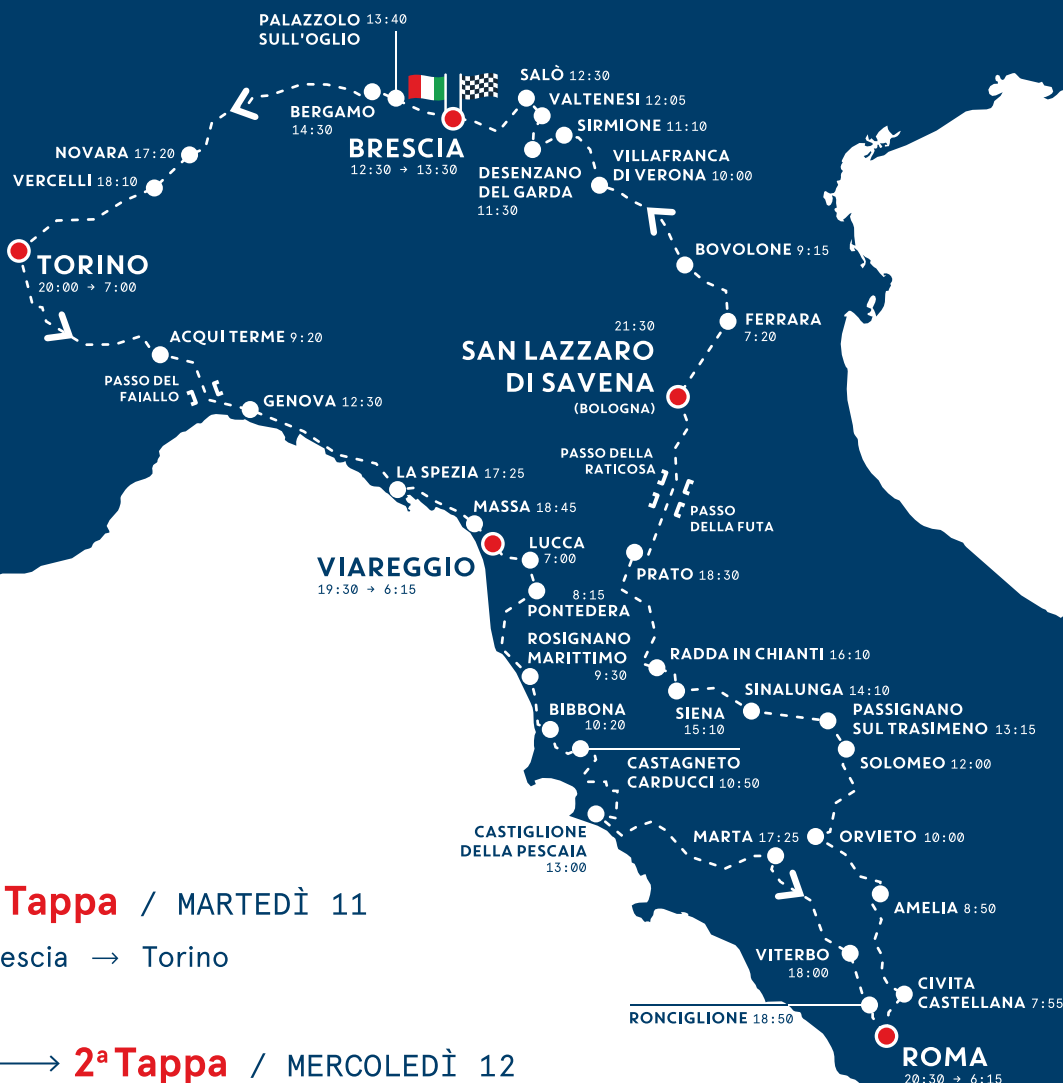 PALAZZOLO 13:40
SULL'OGLIO
BERGAMO
14:30
BRESCIA
12:30 → 13:30
SALÒ 12:30
VALTENESI 12:05
SIRMIONE 11:10
DESENZANO
DEL GARDA
11:30
VILLAFRANCA
DI VERONA 10:00
NOVARA 17:20
VERCELLI 18:10
TORINO
20:00 → 7:00
BOVOLONE 9:15
FERRARA
7:20
21:30
SAN LAZZARO
DI SAVENA
(BOLOGNA)
ACQUI TERME 9:20
PASSO DEL
FAIALLO
GENOVA 12:30
PASSO DELLA
RATICOSA
PASSO
DELLA FUTA
LA SPEZIA 17:25
MASSA 18:45
VIAREGGIO
19:30 → 6:15
LUCCA
7:00
8:15
PONTEDERA
PRATO 18:30
ROSIGNANO
MARITTIMO
9:30
RADDA IN CHIANTI 16:10
BIBBONA
10:20
SIENA
15:10
SINALUNGA 14:10
PASSIGNANO
SUL TRASIMENO 13:15
SOLOMEO 12:00
CASTAGNETO
CARDUCCI 10:50
CASTIGLIONE
DELLA PESCAIA
13:00
MARTA 17:25
ORVIETO 10:00
AMELIA 8:50
VITERBO
18:00
CIVITA
CASTELLANA 7:55
RONCIGLIONE 18:50
ROMA
20:30 → 6:15
Tappa / MARTEDÌ 11
escia → Torino
→ 2ª Tappa / MERCOLEDÌ 12